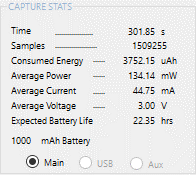 CAPTURE STATS
Time 301.85 s
Samples 1509255
Consumed Energy 3752.15 uAh
Average Power 134.14 mW
Average Current 44.75 mA
Average Voltage 3.00 V
Expected Battery Life 22.35 hrs
1000 mAh Battery
Main USB Aux